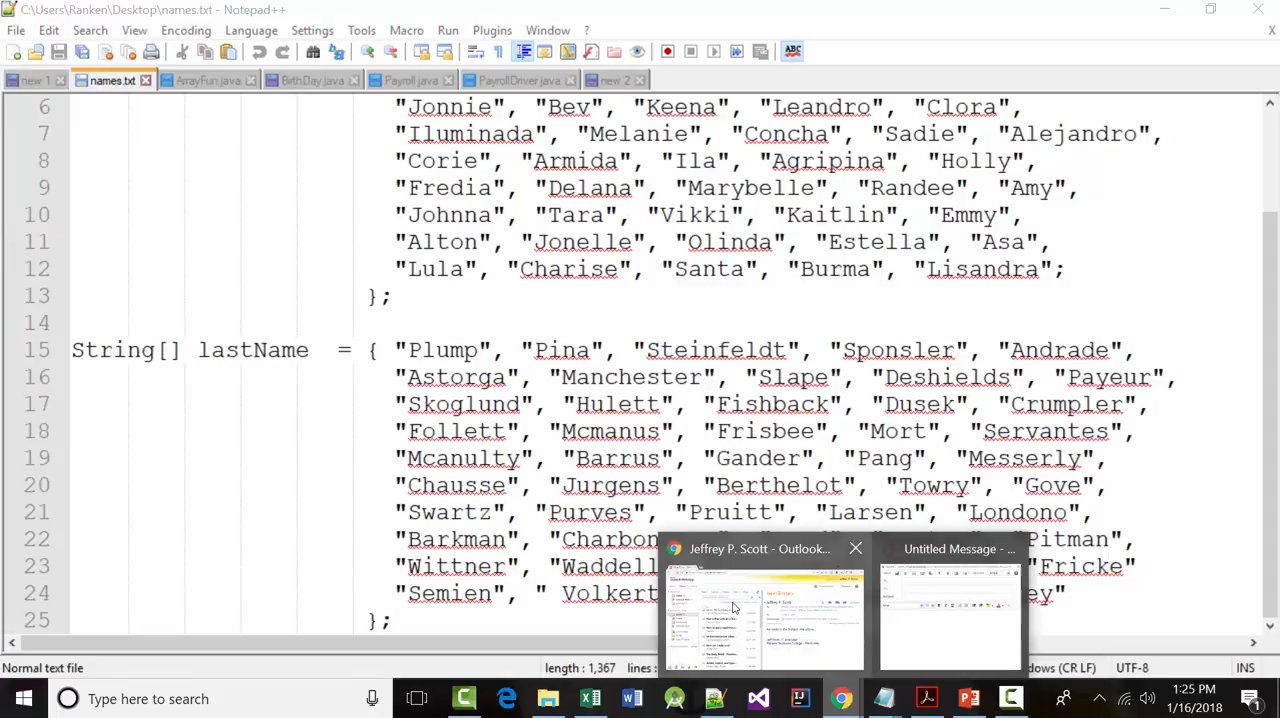 C:\Users\Ranken\Desktop\names.txt - Notepad++
File Edit Search View Encoding Language Settings Tools Macro Run Plugins Window ? X
new 1 names.txt ArrayFun.java BirthDay.java Payroll.java PayrollDriver.java new 2
6 "Jonnie", "Bev", "Keena", "Leandro", "Clora",
7 "Iluminada", "Melanie", "Concha", "Sadie", "Alejandro",
8 "Corie", "Armida", "Ila", "Agripina", "Holly",
9 "Fredia", "Delana", "Marybelle", "Randee", "Amy",
10 "Johnna", "Tara", "Vikki", "Kaitlin", "Emmy",
11 "Alton", "Jonelle", "Olinda", "Estella", "Asa",
12 "Lula", "Charise", "Santa", "Burma", "Lisandra";
13 };
14
15 String[] lastName = { "Plump", "Pina", "Steinfeldt", "Sponsler", "Andrade",
16 "Astorga", "Manchester", "Slape", "Deshields", "Payeur",
17 "Skoglund", "Hulett", "Fishback", "Dusek", "Crumpler",
18 "Follett", "Mcmanus", "Frisbee", "Mort", "Servantes",
19 "Mcanulty", "Barrus", "Gander", "Pang", "Messerly",
20 "Chausse", "Jurgens", "Berthelot", "Towry", "Gove",
21 "Swartz", "Purves", "Pruitt", "Larsen", "Londono",
22 "Barkman", "Charbon Pitman",
23 "Wittner", "Waddell "Fricke",
24 "Semien", "Volkert ey",
};
Jeffrey P. Scott - Outlook... Untitled Message - ...
length : 1,367 lines : dows (CR LF) UTF-8 INS
Type here to search
1:25 PM
1/16/2018